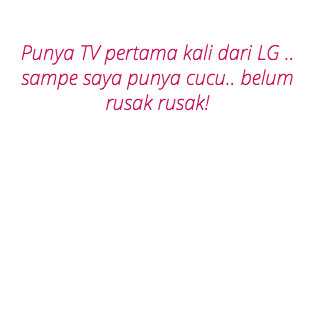 Punya TV pertama kali dari LG ..
sampe saya punya cucu.. belum
rusak rusak!